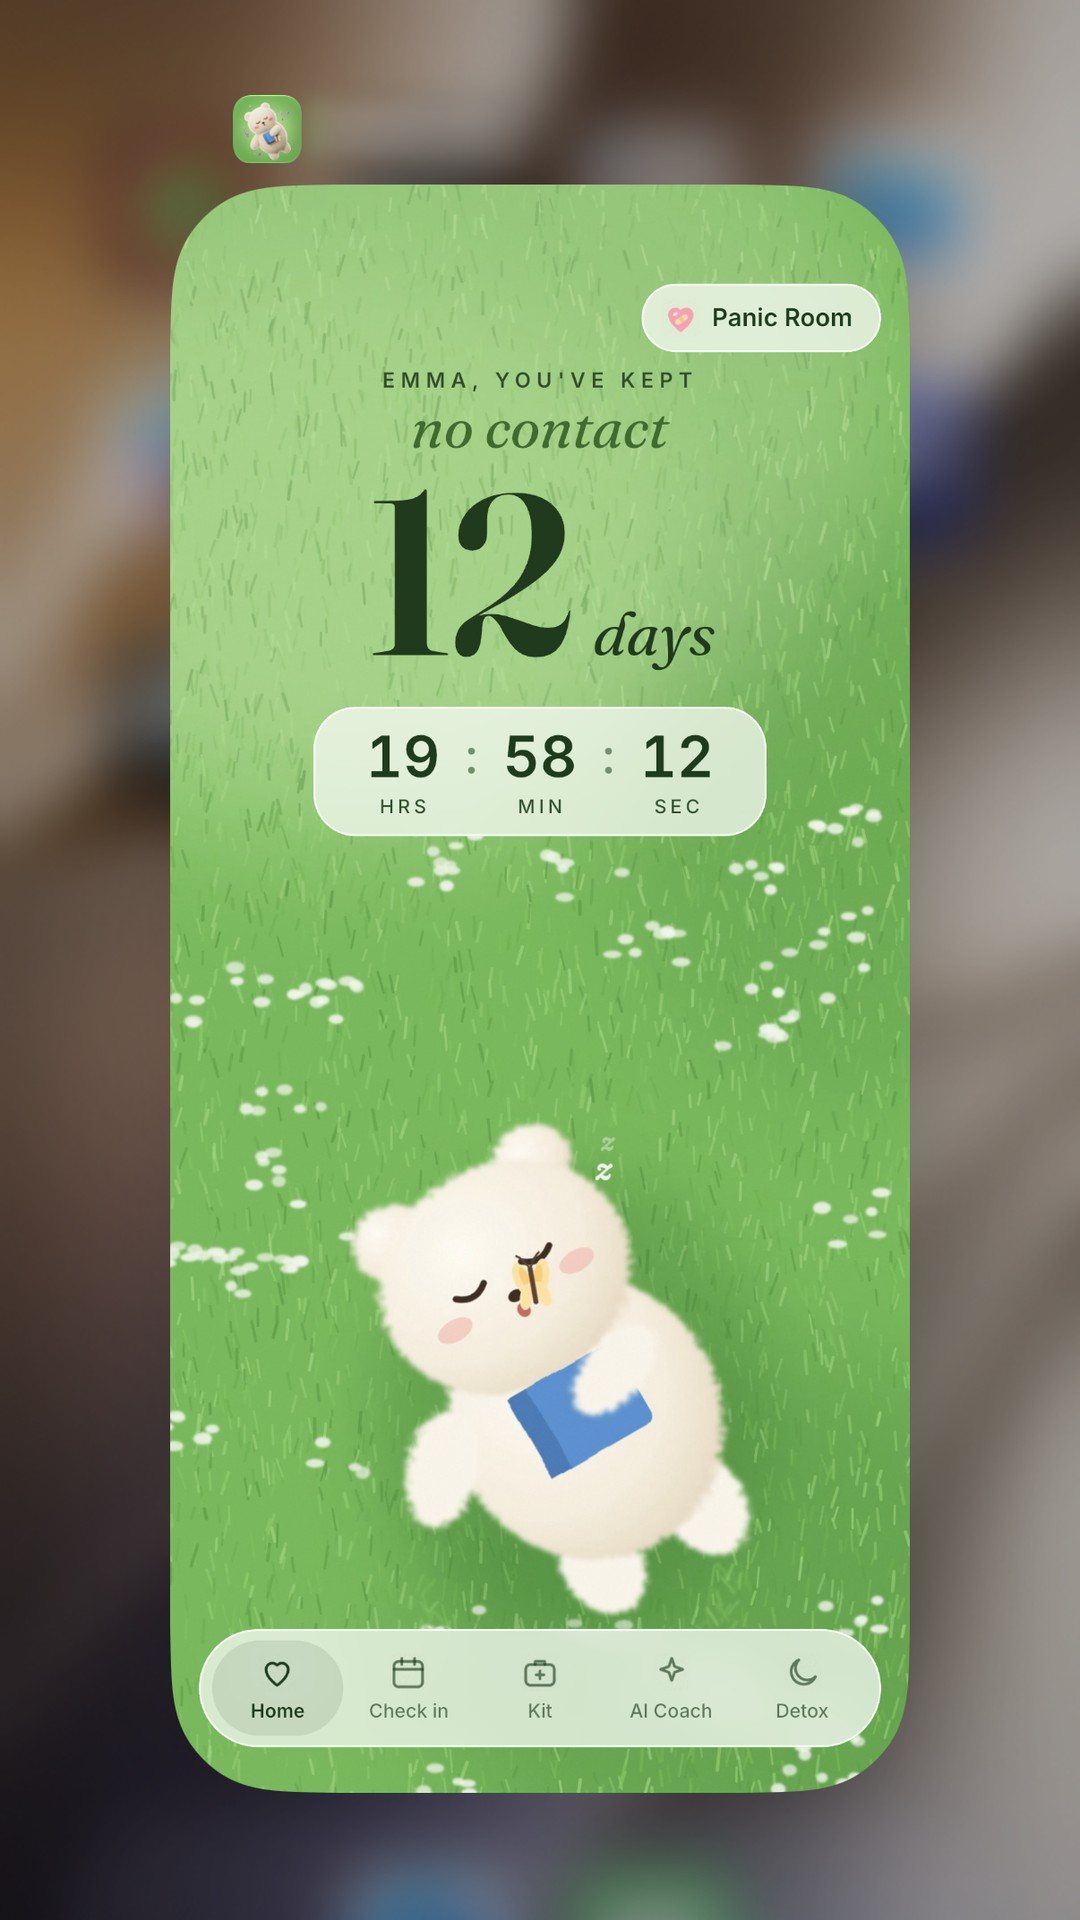 Panic Room
EMMA, YOU'VE KEPT
no contact
12 days
19 : 58 : 12
HRS MIN SEC
z
z
Home Check in Kit AI Coach Detox